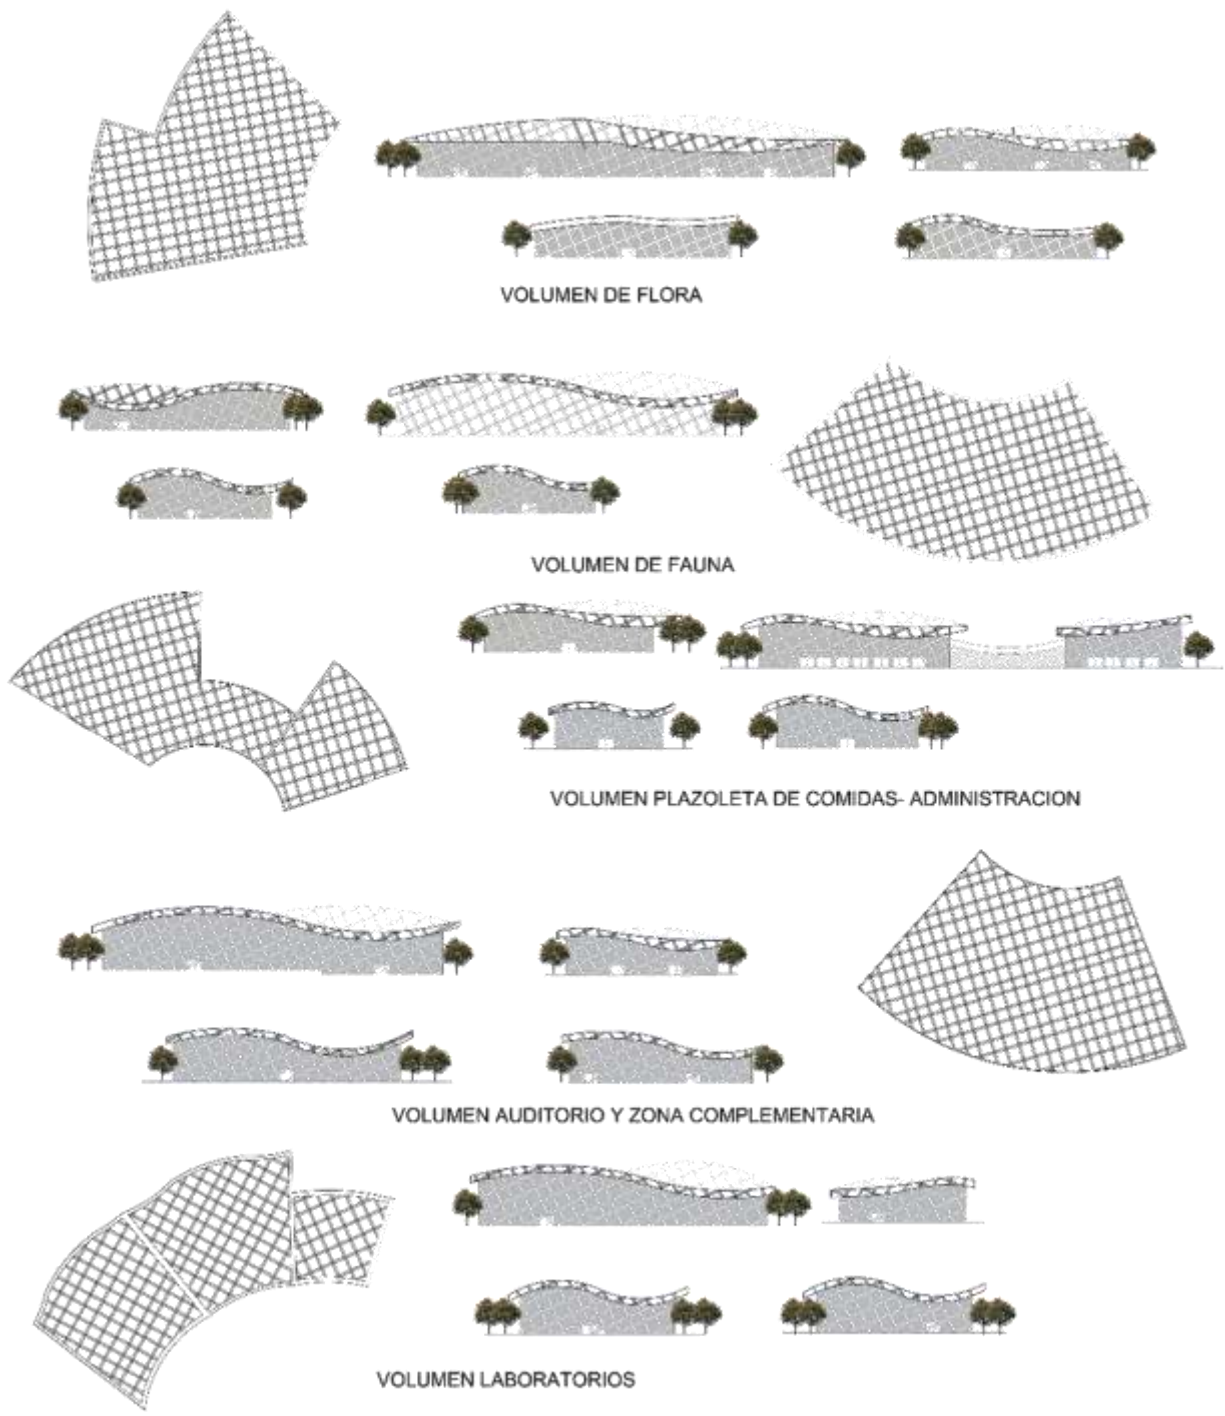 VOLUMEN DE FLORA
VOLUMEN DE FAUNA
VOLUMEN PLAZOLETA DE COMIDAS- ADMINISTRACION
VOLUMEN AUDITORIO Y ZONA COMPLEMENTARIA
VOLUMEN LABORATORIOS